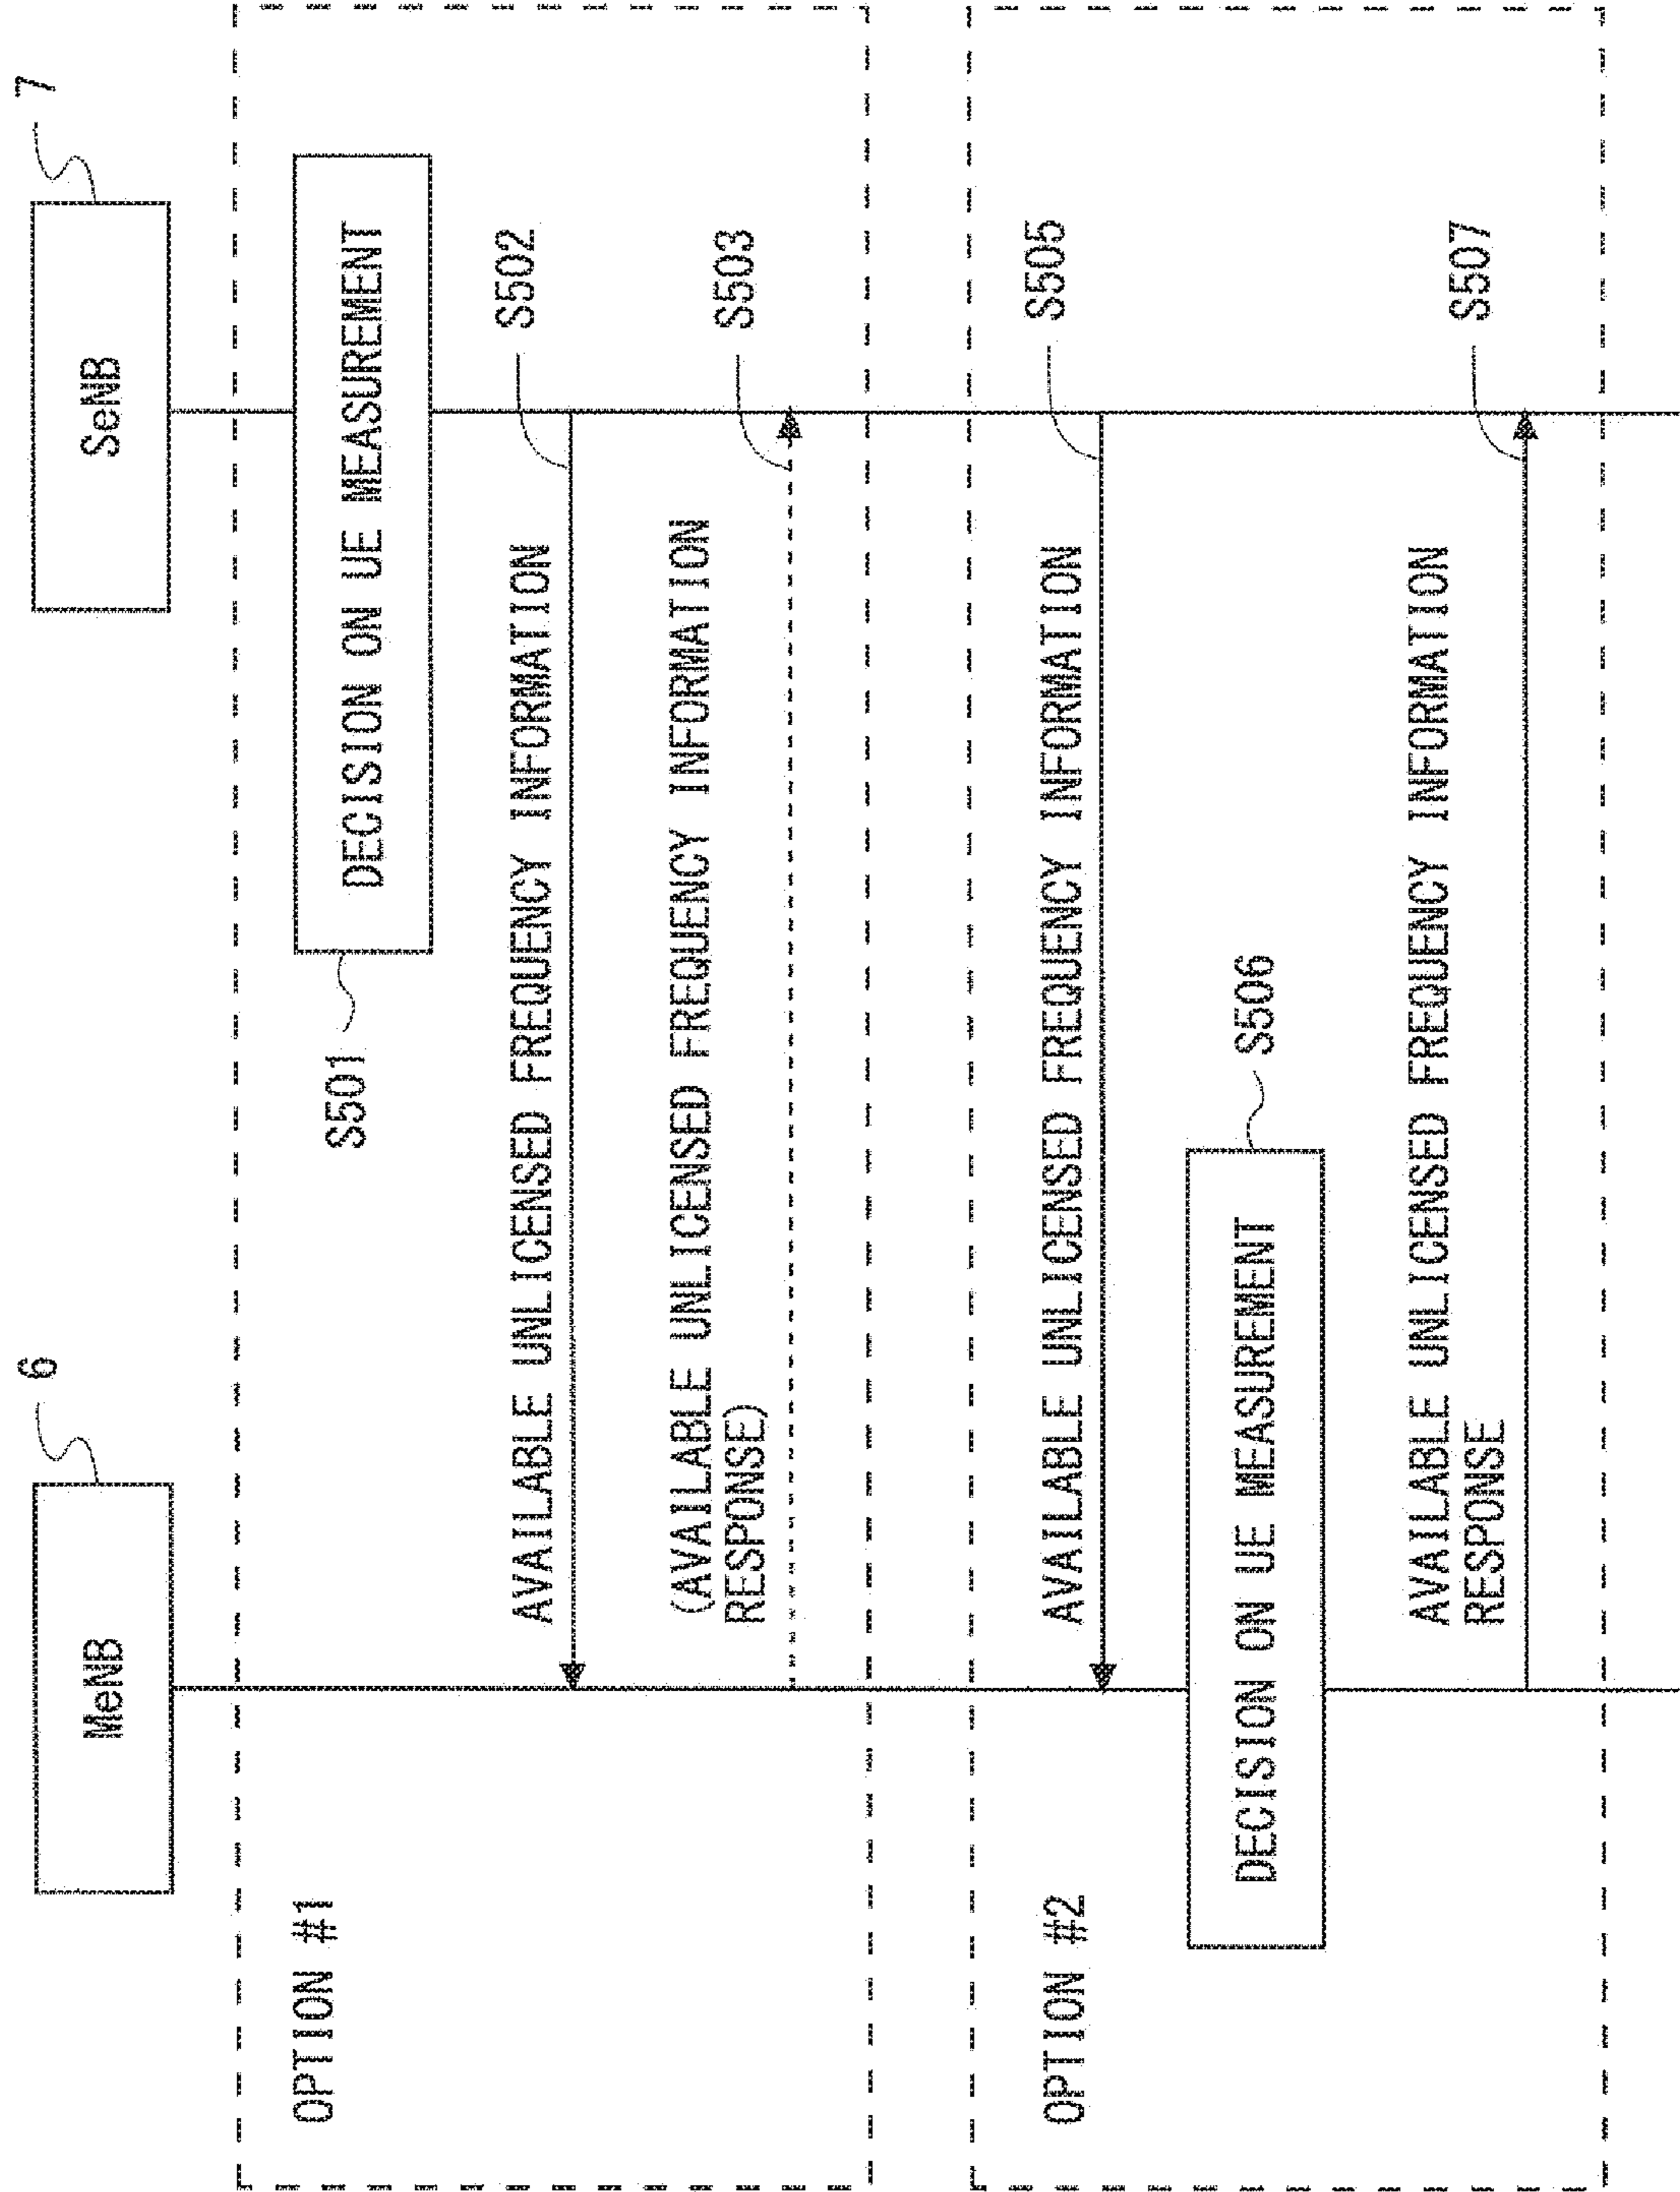 6
7
MeNB
SeNB
OPTION #1
S501
DECISION ON UE MEASUREMENT
S502
AVAILABLE UNLICENSED FREQUENCY INFORMATION
S503
(AVAILABLE UNLICENSED FREQUENCY INFORMATION
RESPONSE)
OPTION #2
S505
AVAILABLE UNLICENSED FREQUENCY INFORMATION
S506
DECISION ON UE MEASUREMENT
S507
AVAILABLE UNLICENSED FREQUENCY INFORMATION
RESPONSE